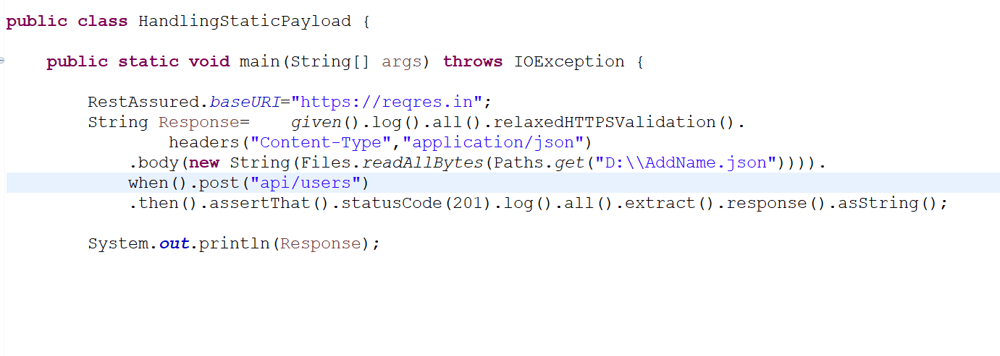 public class HandlingStaticPayload {
public static void main(String[] args) throws IOException {
RestAssured.baseURI="https://reqres.in";
String Response=    given().log().all().relaxedHTTPSValidation().
headers("Content-Type","application/json")
.body(new String(Files.readAllBytes(Paths.get("D:\\AddName.json")))).
when().post("api/users")
.then().assertThat().statusCode(201).log().all().extract().response().asString();
System.out.println(Response);